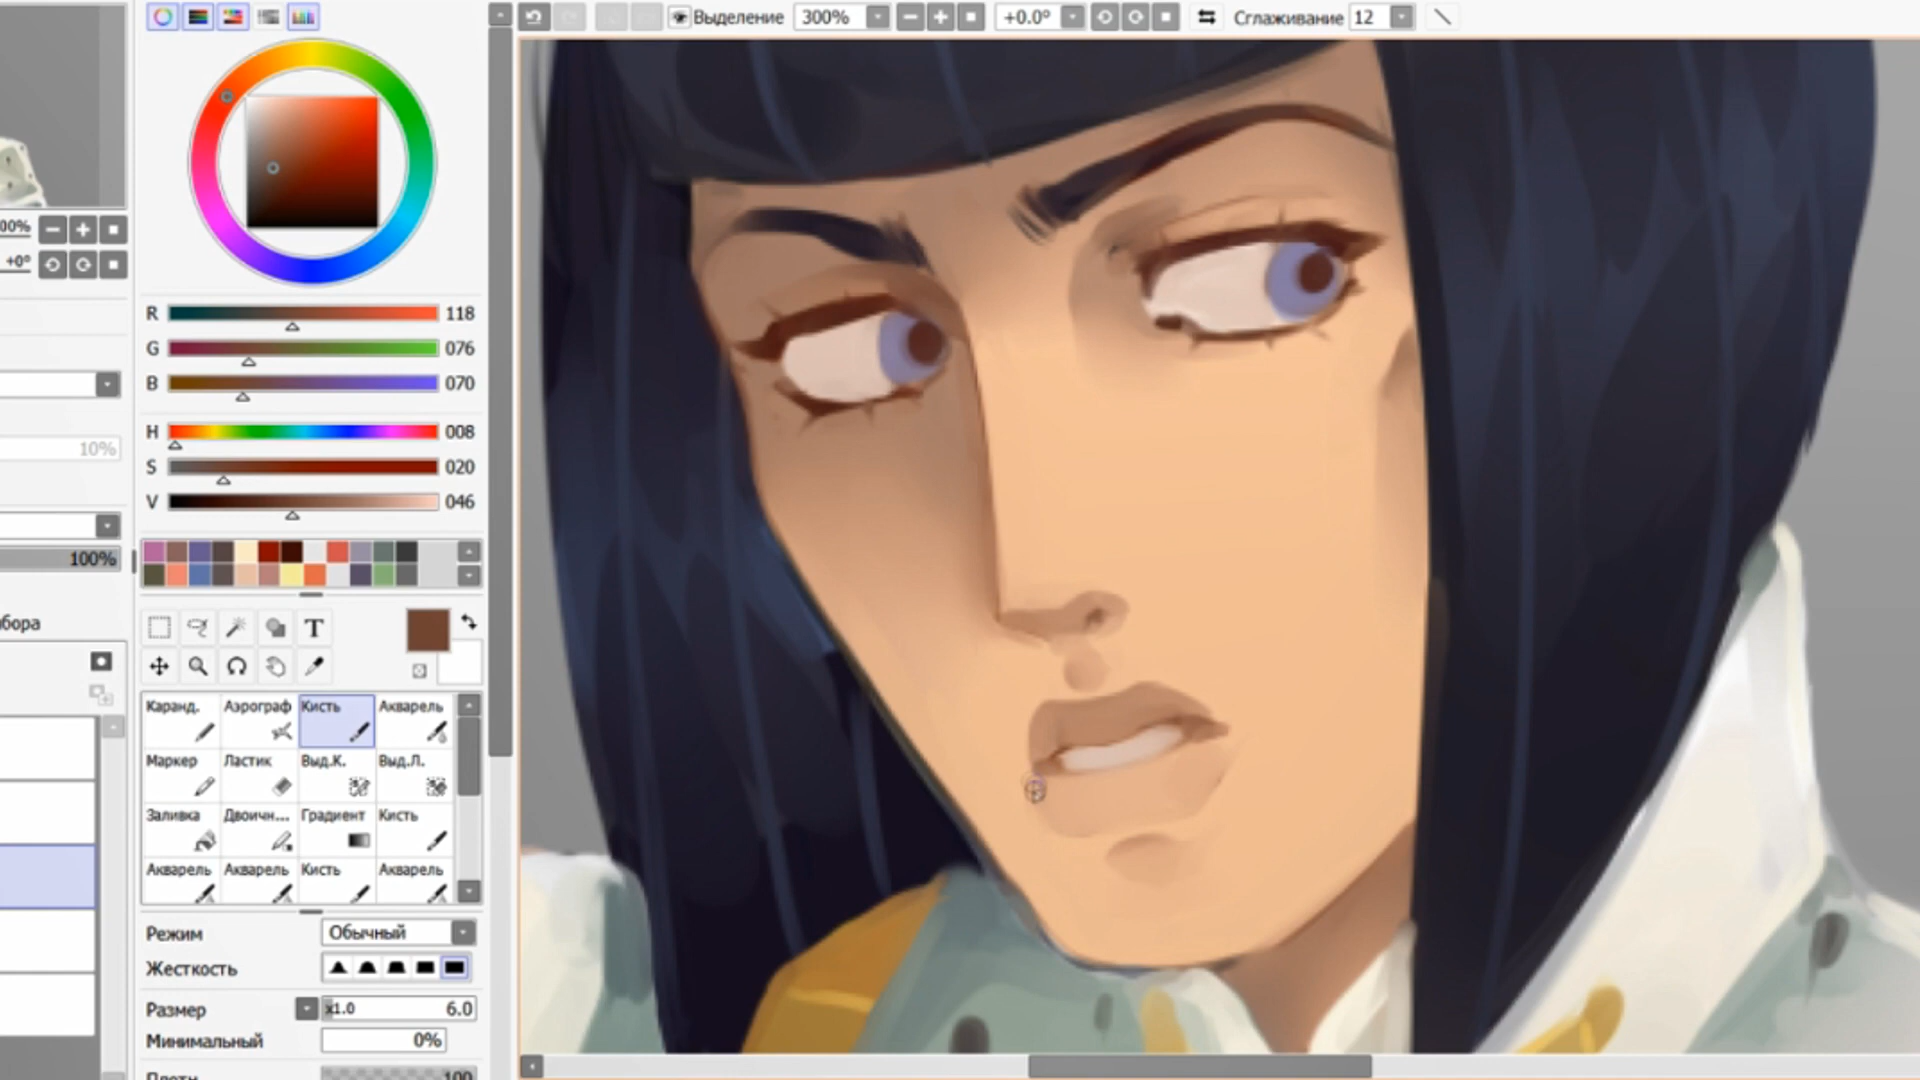 Выделение 300% +0.0° Сглаживание 12
00%
+0°
R 118
G 076
B 070
10%
H 008
S 020
V 046
100%
бора
T
Каранд. Аэрограф Кисть Акварель
Маркер Ластик Выд.К. Выд.Л.
Заливка Двоичн... Градиент Кисть
Акварель Акварель Кисть Акварель
Режим Обычный
Жесткость
Размер x1.0 6.0
Минимальный 0%
Плотн 100